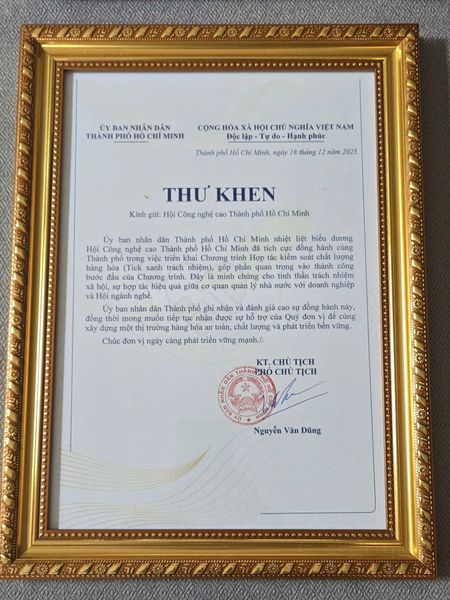 ỦY BAN NHÂN DÂN
THÀNH PHỐ HỒ CHÍ MINH
CỘNG HÒA XÃ HỘI CHỦ NGHĨA VIỆT NAM
Độc lập - Tự do - Hạnh phúc
Thành phố Hồ Chí Minh, ngày 18 tháng 12 năm 2025
THƯ KHEN
Kính gửi: Hội Công nghệ cao Thành phố Hồ Chí Minh
Ủy ban nhân dân Thành phố Hồ Chí Minh nhiệt liệt biểu dương
Hội Công nghệ cao Thành phố Hồ Chí Minh đã tích cực đồng hành cùng
Thành phố trong việc triển khai Chương trình Hợp tác kiểm soát chất lượng
hàng hóa (Tick xanh trách nhiệm), góp phần quan trọng vào thành công
bước đầu của Chương trình. Đây là minh chứng cho tinh thần trách nhiệm
xã hội, sự hợp tác hiệu quả giữa cơ quan quản lý nhà nước với doanh nghiệp
và Hội ngành nghề.
Ủy ban nhân dân Thành phố ghi nhận và đánh giá cao sự đồng hành này,
đồng thời mong muốn tiếp tục nhận được sự hỗ trợ của Quý đơn vị để cùng
xây dựng một thị trường hàng hóa an toàn, chất lượng và phát triển bền vững.
Chúc đơn vị ngày càng phát triển vững mạnh./.
KT. CHỦ TỊCH
PHÓ CHỦ TỊCH
Nguyễn Văn Dũng